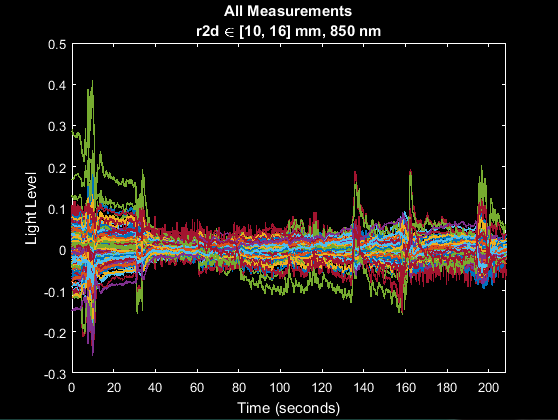 All Measurements
r2d ∈ [10, 16] mm, 850 nm
0.5
0.4
0.3
0.2
0.1
0
-0.1
-0.2
-0.3
Light Level
0 20 40 60 80 100 120 140 160 180 200
Time (seconds)